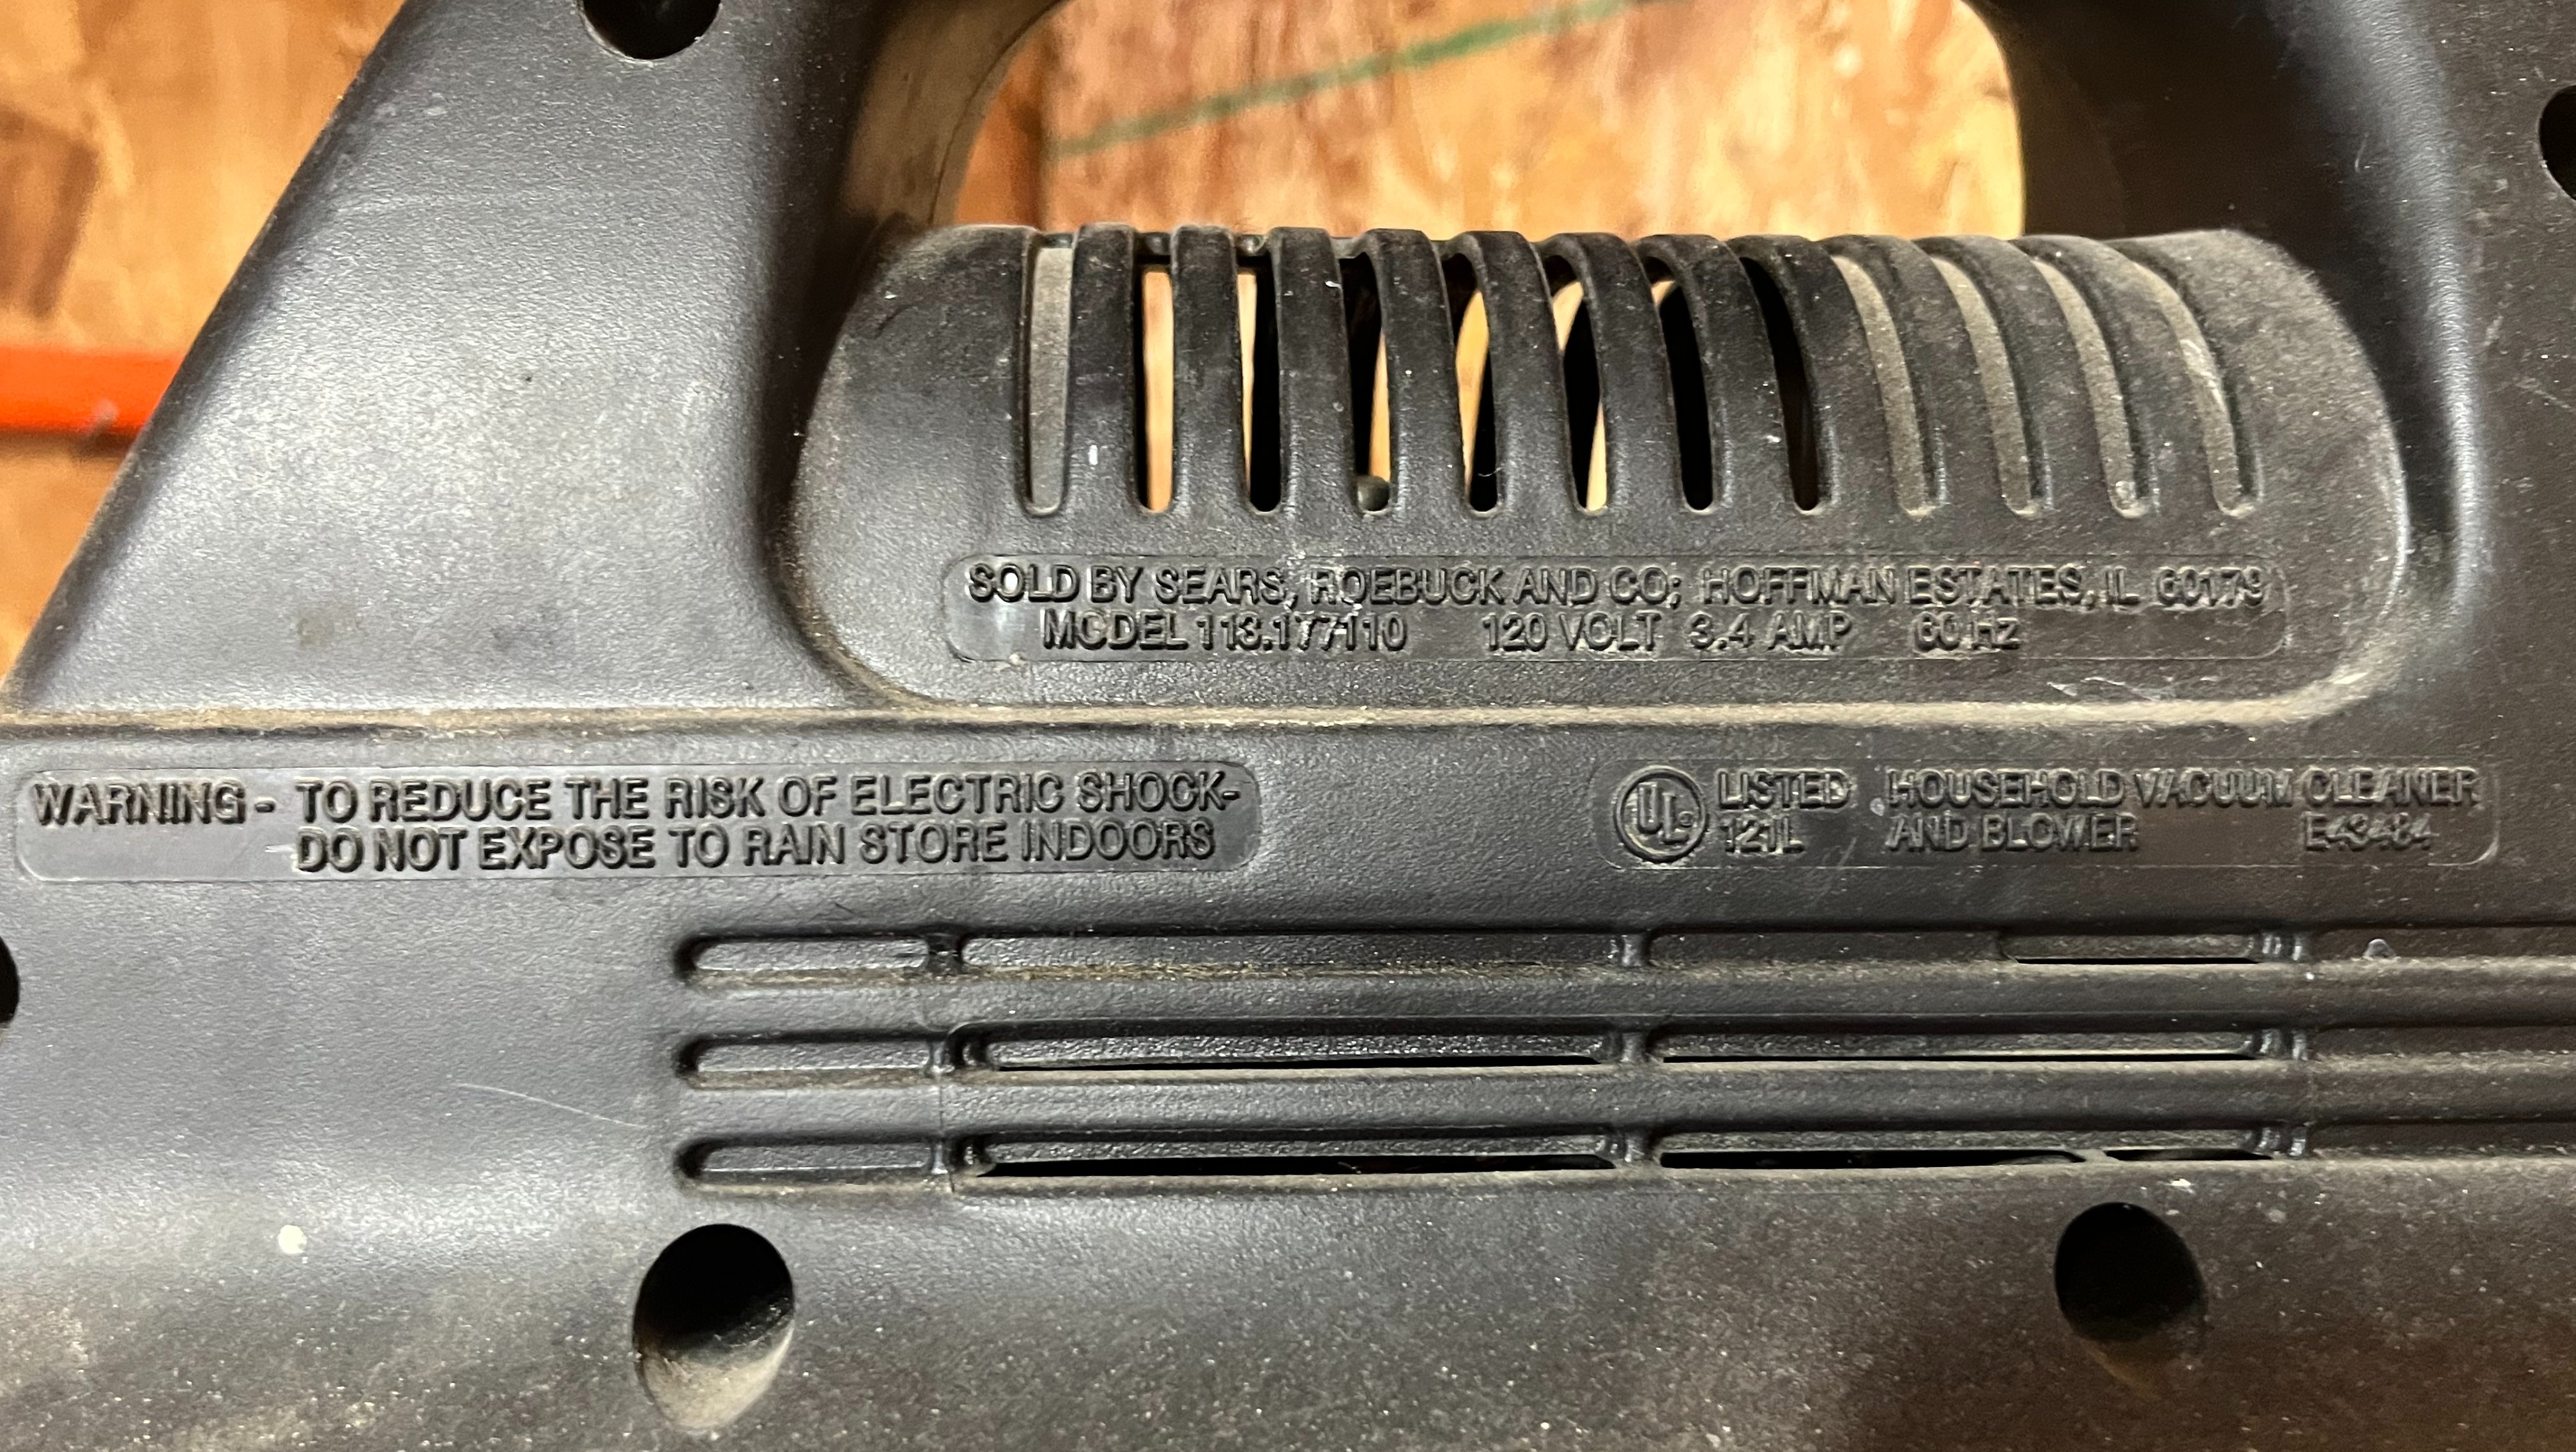 SOLD BY SEARS, ROEBUCK AND CO; HOFFMAN ESTATES, IL 60179
MODEL 113.177110 120 VOLT 3.4 AMP 60 Hz
WARNING - TO REDUCE THE RISK OF ELECTRIC SHOCK-
DO NOT EXPOSE TO RAIN STORE INDOORS
UL LISTED HOUSEHOLD VACUUM CLEANER
121L AND BLOWER E43484